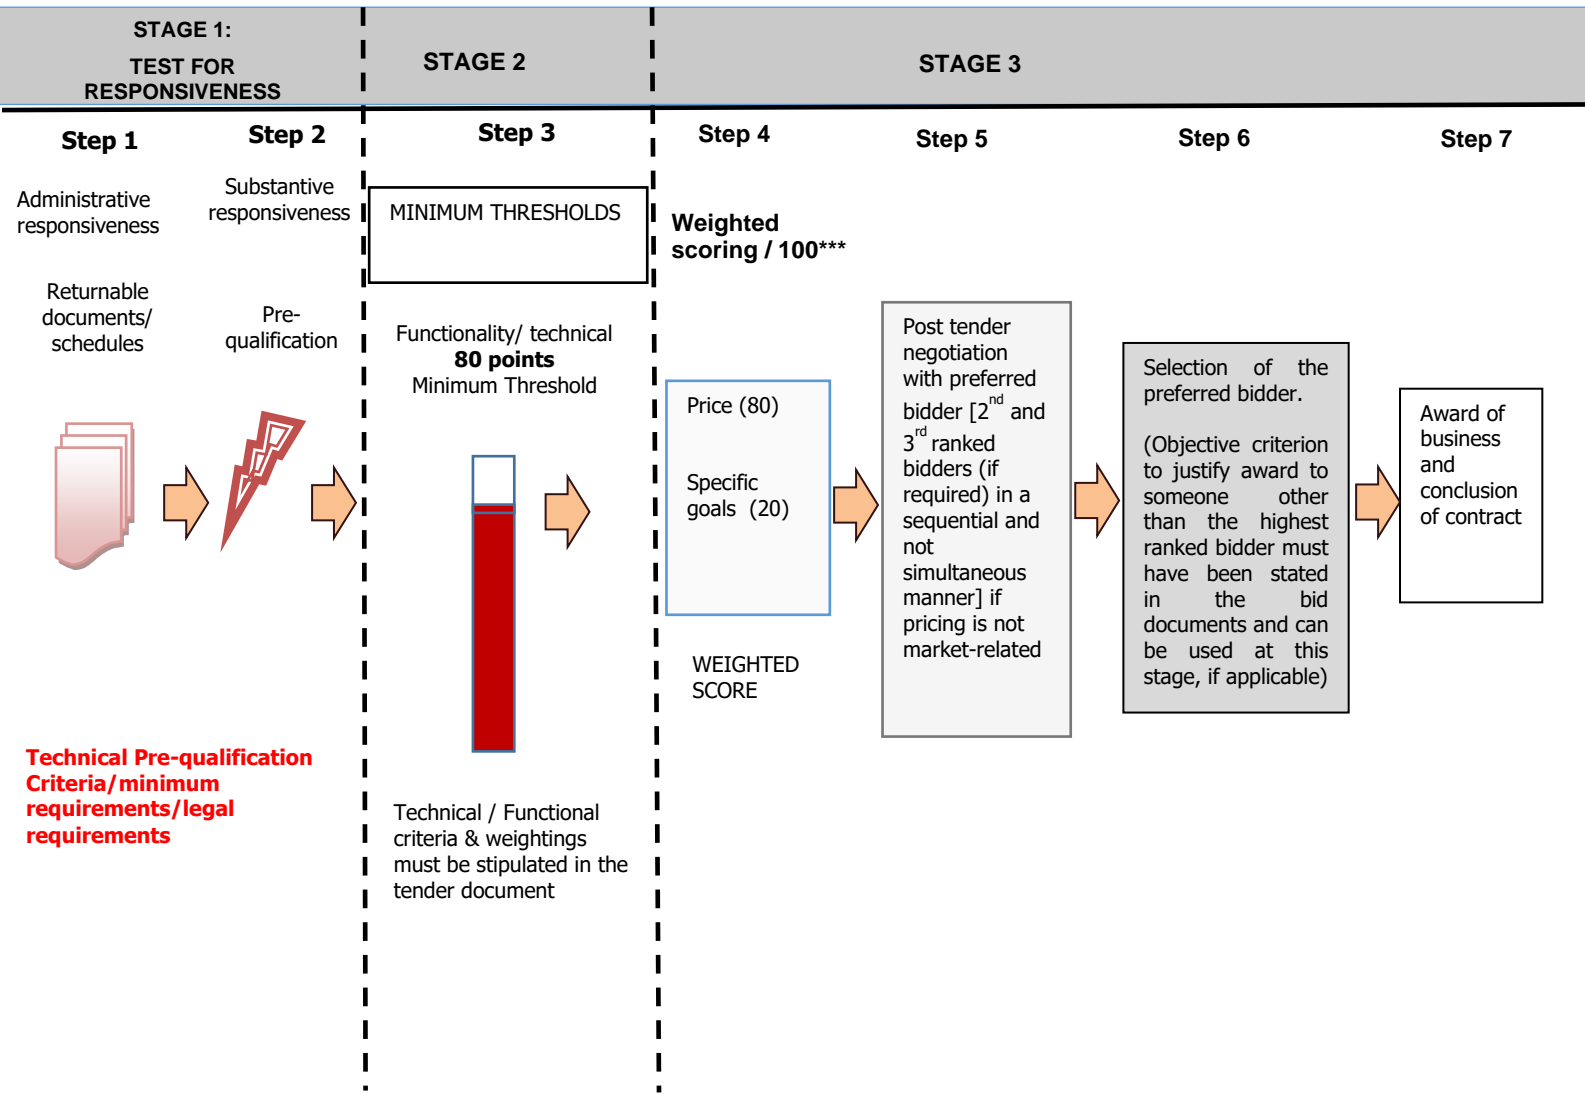 STAGE 1:
TEST FOR
RESPONSIVENESS
STAGE 2
STAGE 3
Step 1
Step 2
Step 3
Step 4
Step 5
Step 6
Step 7
Administrative
responsiveness
Returnable
documents/
schedules
Substantive
responsiveness
Pre-
qualification
Technical Pre-qualification
Criteria/minimum
requirements/legal
requirements
MINIMUM THRESHOLDS
Functionality/ technical
80 points
Minimum Threshold
Technical / Functional
criteria & weightings
must be stipulated in the
tender document
Weighted
scoring / 100***
Price (80)
Specific
goals (20)
WEIGHTED
SCORE
Post tender
negotiation
with preferred
bidder [2nd and
3rd ranked
bidders (if
required) in a
sequential and
not
simultaneous
manner] if
pricing is not
market-related
Selection of the
preferred bidder.
(Objective criterion
to justify award to
someone other
than the highest
ranked bidder must
have been stated
in the bid
documents and can
be used at this
stage, if applicable)
Award of
business
and
conclusion
of contract